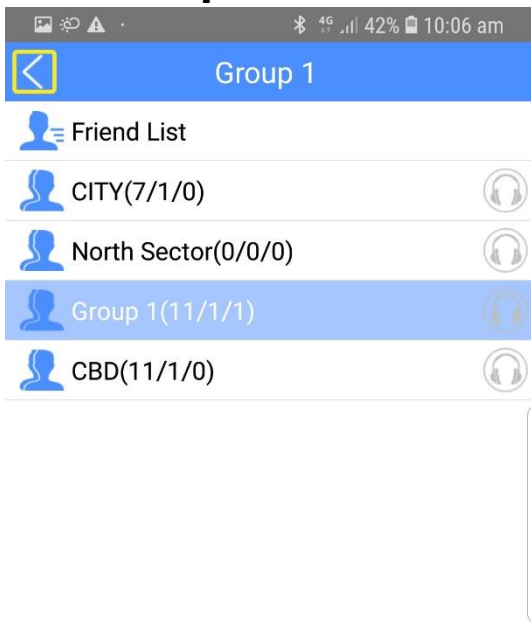 4G 42% 10:06 am
Group 1
Friend List
CITY(7/1/0)
North Sector(0/0/0)
Group 1(11/1/1)
CBD(11/1/0)